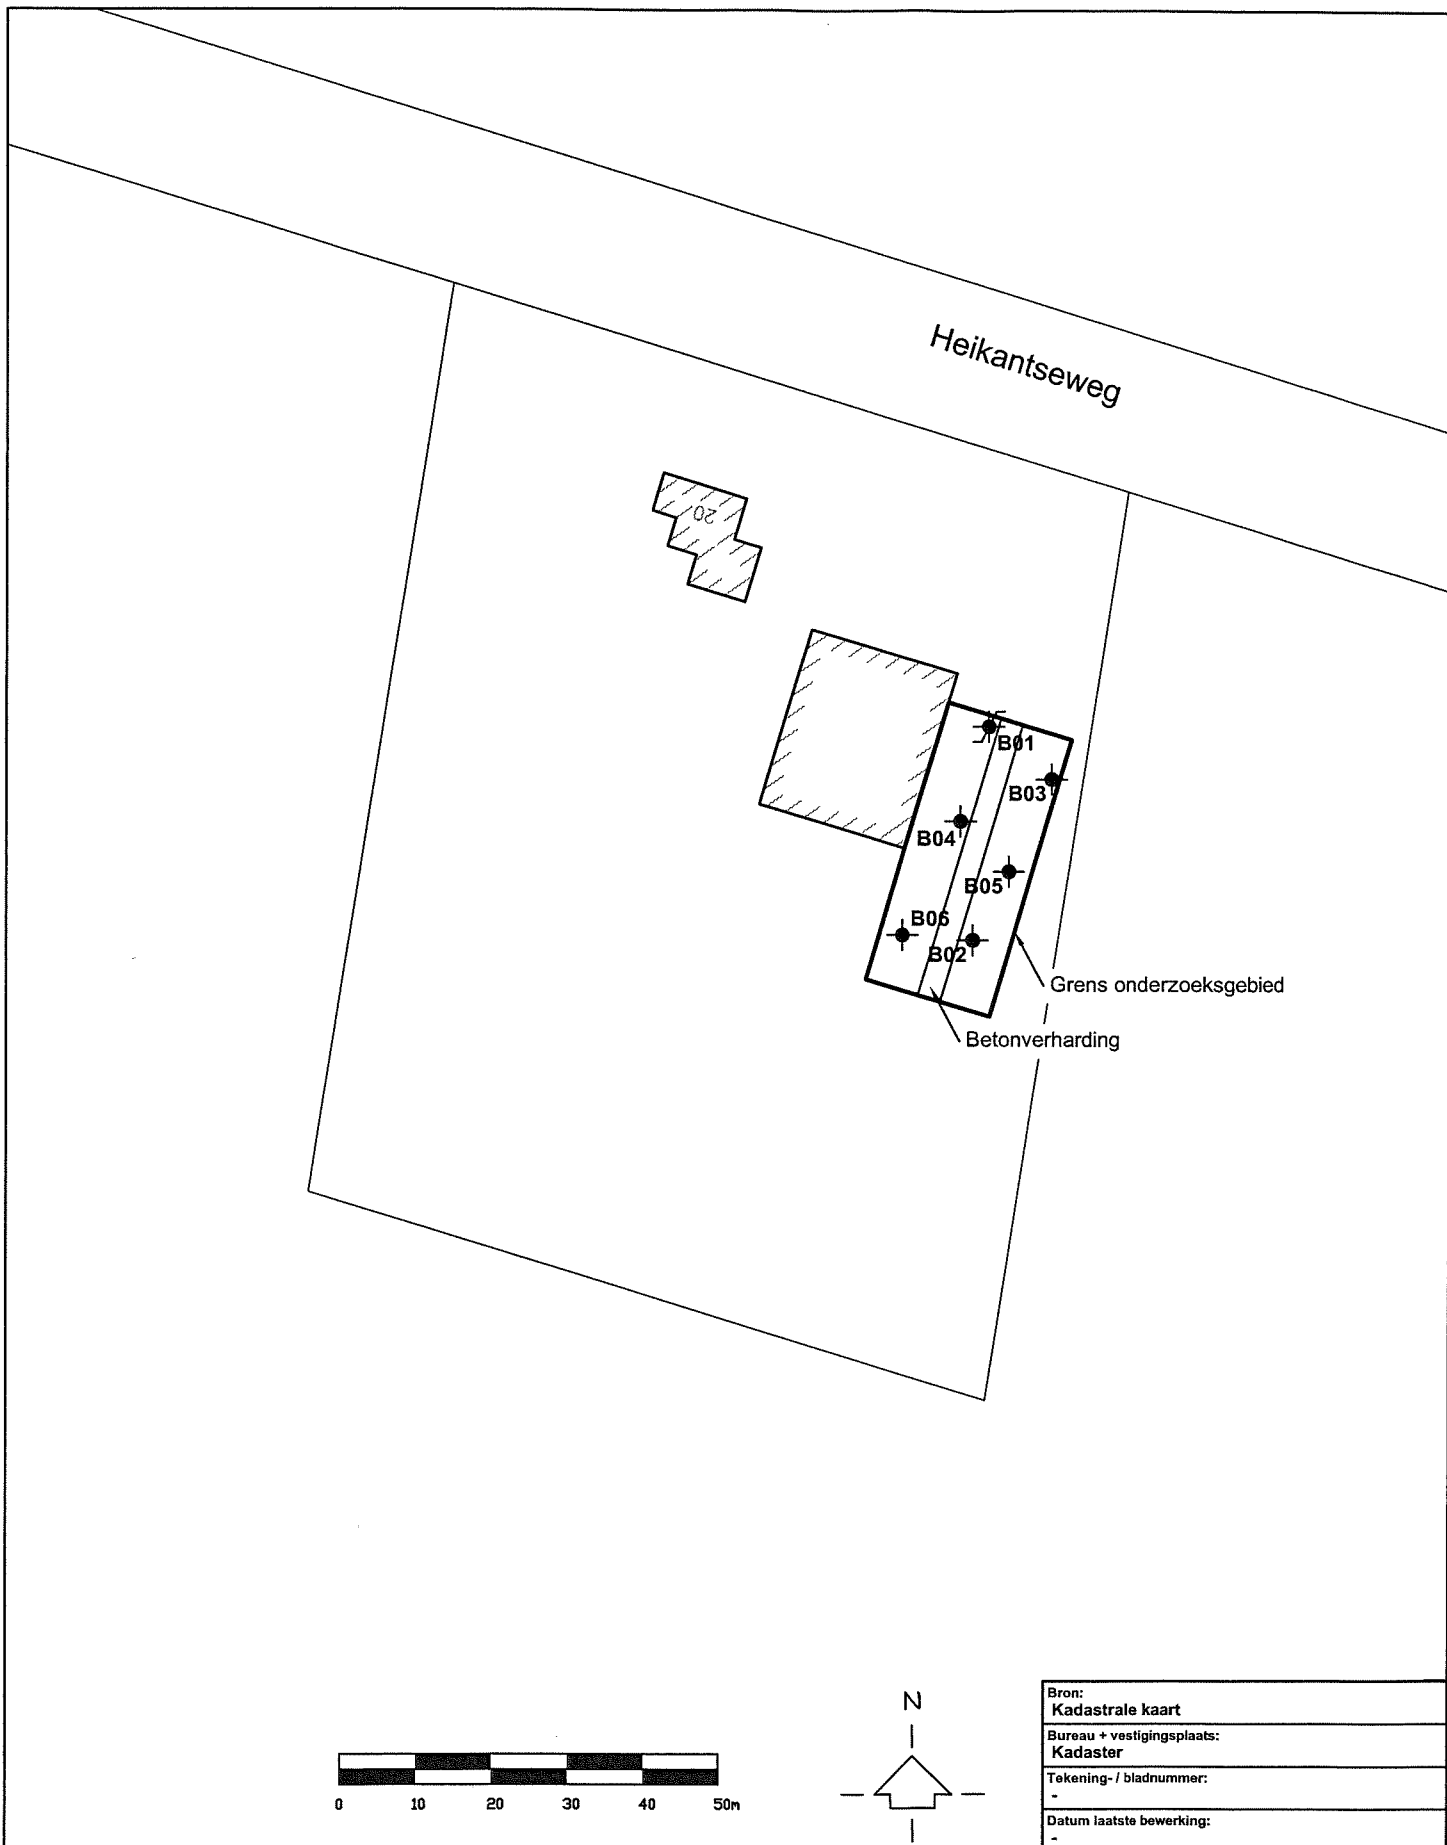 Heikantseweg
20
B01
B03
B04
B05
B06
B02
Grens onderzoeksgebied
Betonverharding
N
0 10 20 30 40 50m
Bron:
Kadastrale kaart
Bureau + vestigingsplaats:
Kadaster
Tekening- / bladnummer:
-
Datum laatste bewerking:
-